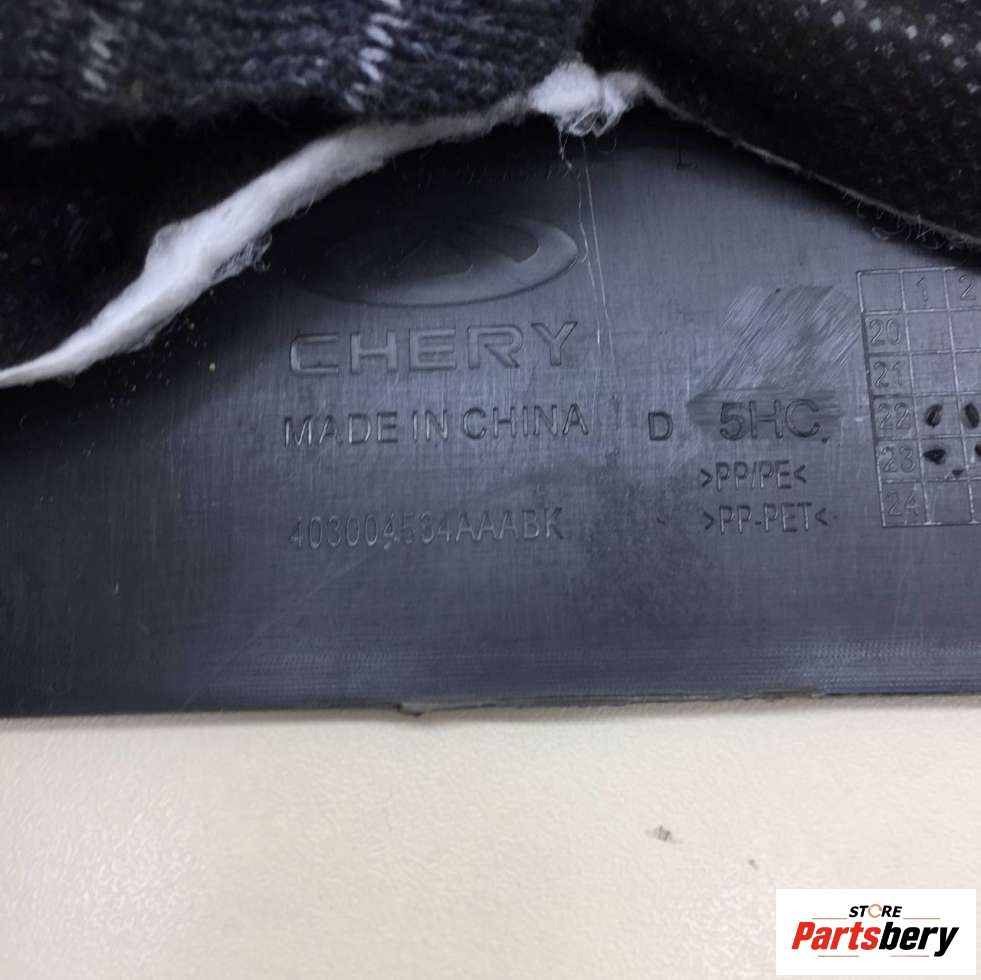 L
CHERY
MADE IN CHINA D 5HC
>PP/PE<
403004534AAABK >PP-PET<
1 2
20
21
22
23
24
STORE
Partsbery